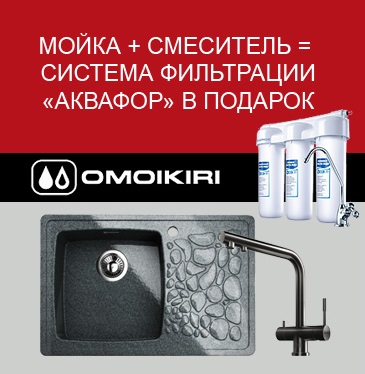 МОЙКА + СМЕСИТЕЛЬ =
СИСТЕМА ФИЛЬТРАЦИИ
«АКВАФОР» В ПОДАРОК
OMOIKIRI